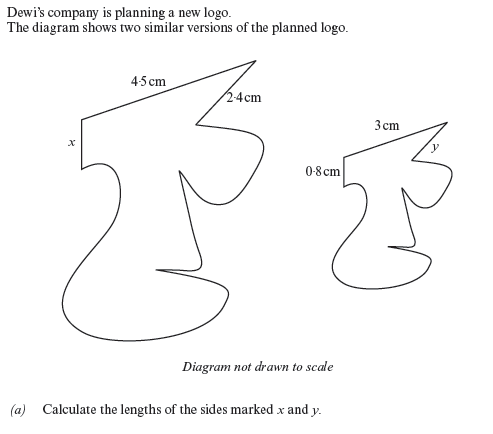 Dewi's company is planning a new logo.
The diagram shows two similar versions of the planned logo.
4·5 cm
2·4 cm
x
3 cm
y
0·8 cm
Diagram not drawn to scale
(a) Calculate the lengths of the sides marked x and y.